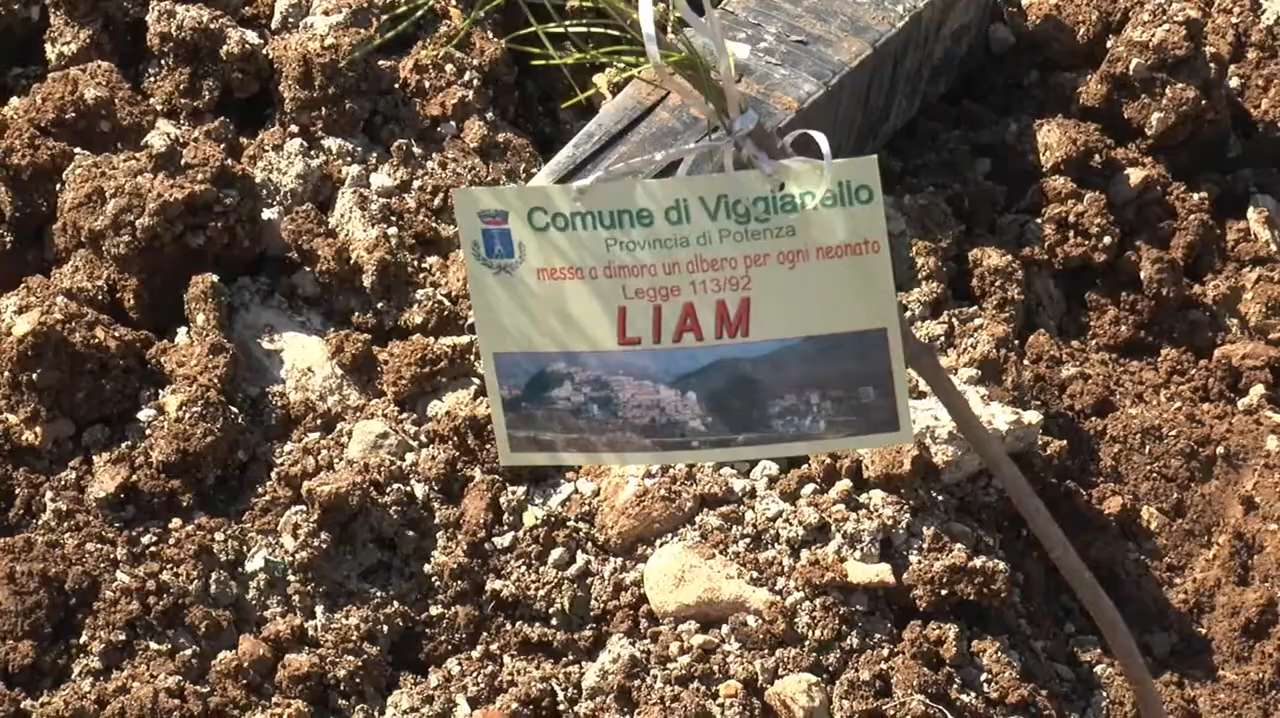 Comune di Viggianello
Provincia di Potenza
messa a dimora un albero per ogni neonato
Legge 113/92
LIAM